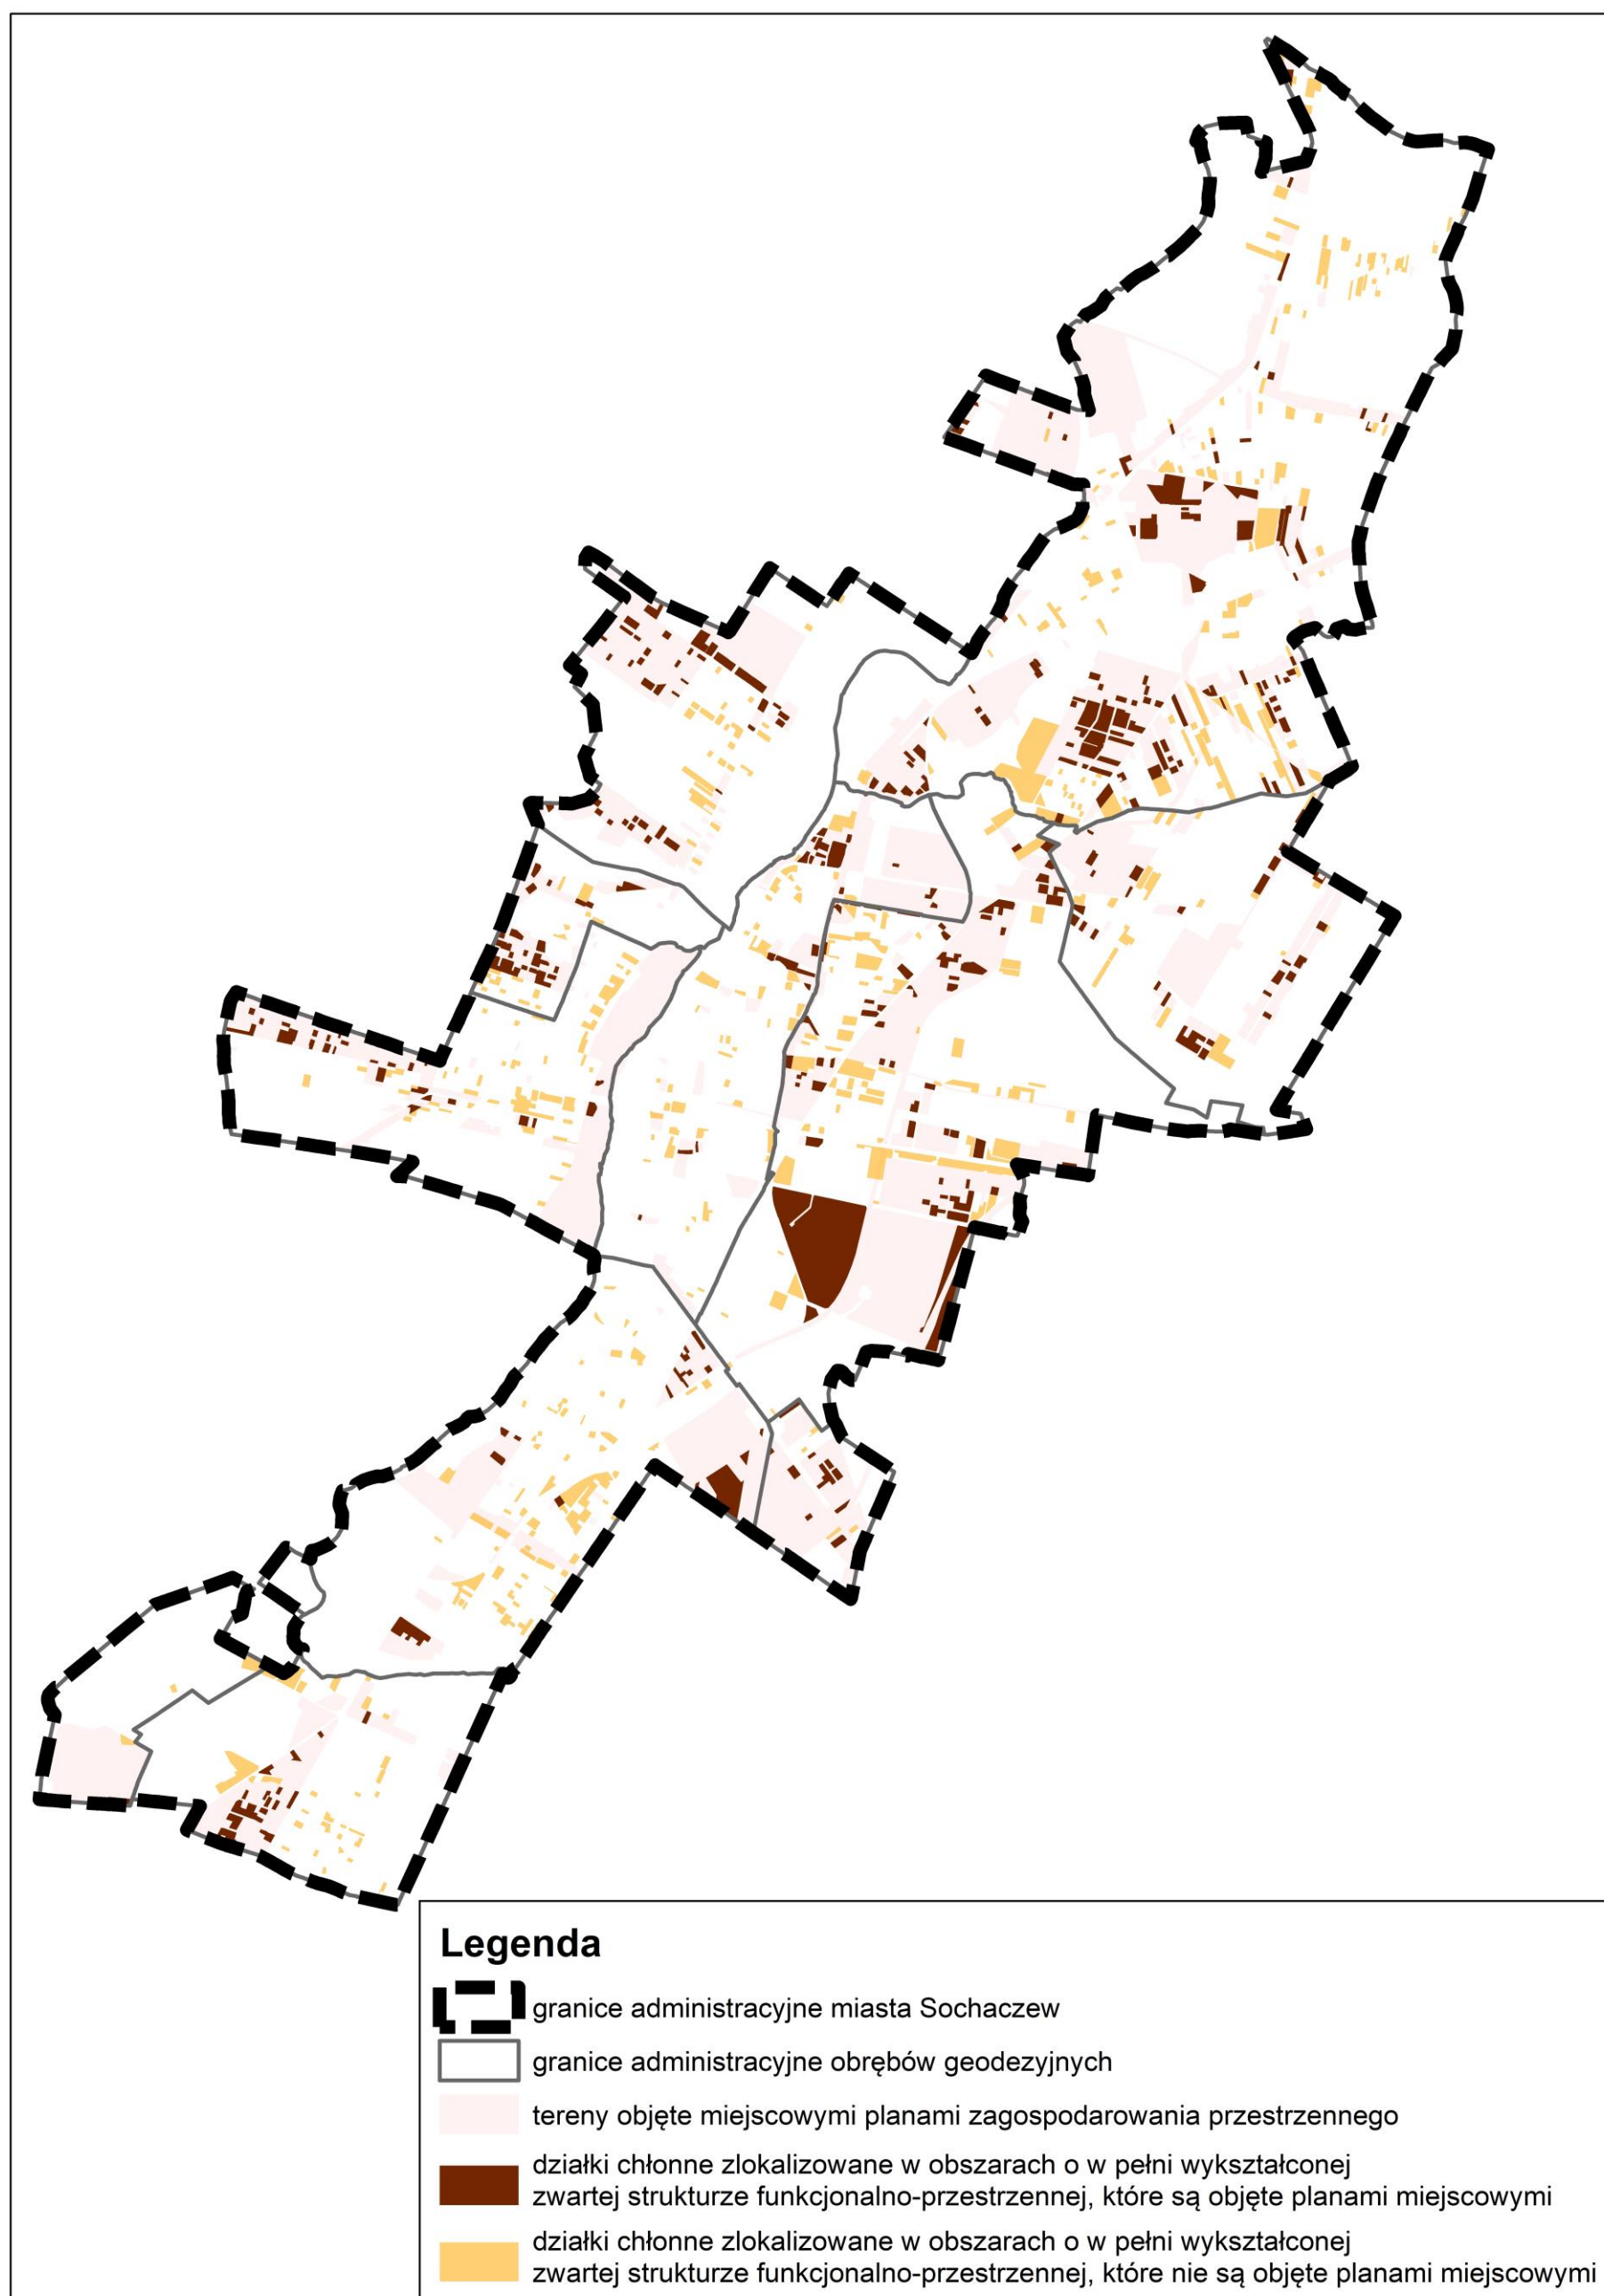 Legenda
granice administracyjne miasta Sochaczew
granice administracyjne obrębów geodezyjnych
tereny objęte miejscowymi planami zagospodarowania przestrzennego
działki chłonne zlokalizowane w obszarach o w pełni wykształconej
zwartej strukturze funkcjonalno-przestrzennej, które są objęte planami miejscowymi
działki chłonne zlokalizowane w obszarach o w pełni wykształconej
zwartej strukturze funkcjonalno-przestrzennej, które nie są objęte planami miejscowymi